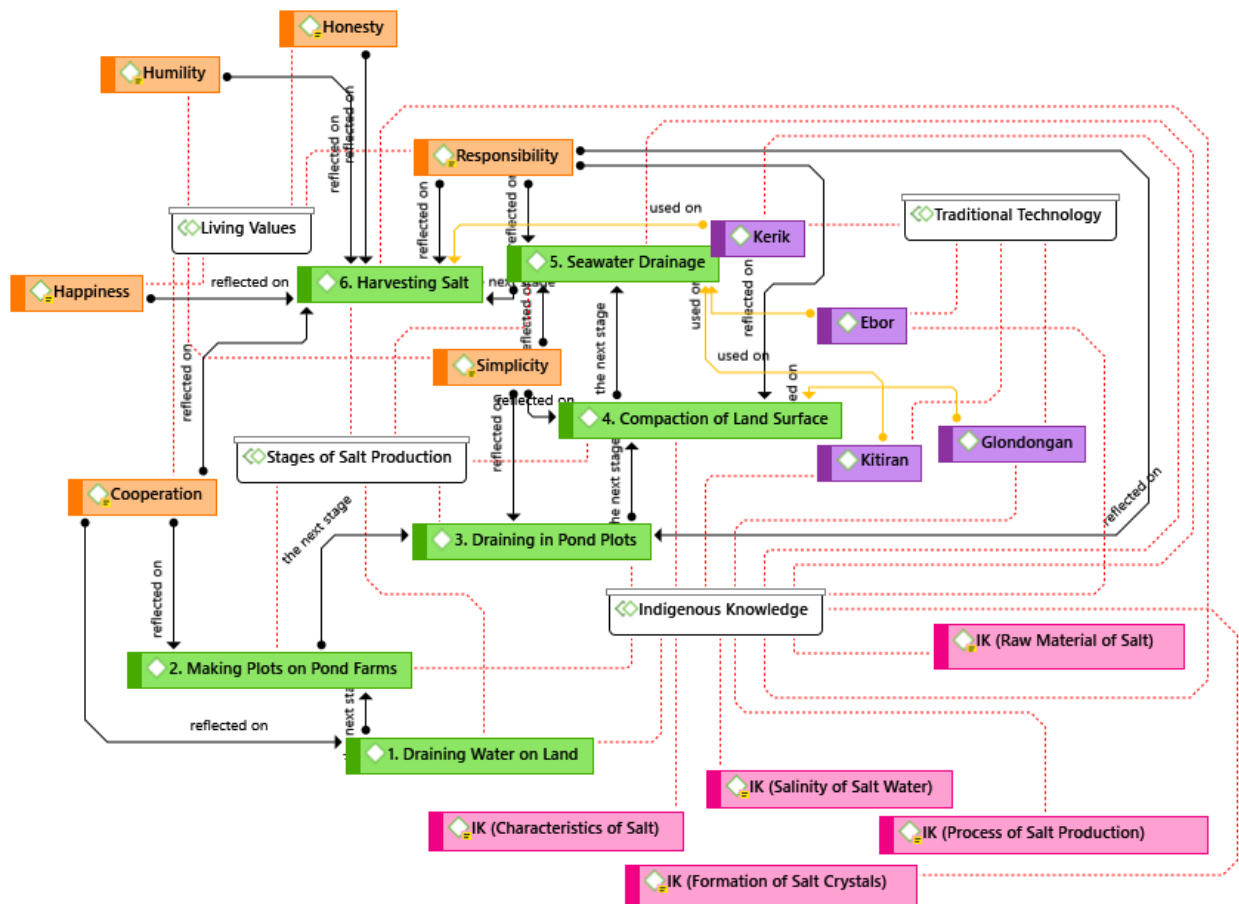 Honesty
Humility
reflected on
reflected on
Responsibility
reflected on
reflected on
used on
Living Values
Traditional Technology
Kerik
5. Seawater Drainage
reflected on
6. Harvesting Salt
reflected on
next stage
Happiness
used on
Ebor
reflected on
the next stage
used on
reflected on
Simplicity
reflected on
reflected on
4. Compaction of Land Surface
Glondongan
Stages of Salt Production
Kitiran
the next stage
Cooperation
reflected on
the next stage
3. Draining in Pond Plots
reflected on
Indigenous Knowledge
IK (Raw Material of Salt)
2. Making Plots on Pond Farms
reflected on
next
1. Draining Water on Land
IK (Salinity of Salt Water)
IK (Characteristics of Salt)
IK (Process of Salt Production)
IK (Formation of Salt Crystals)